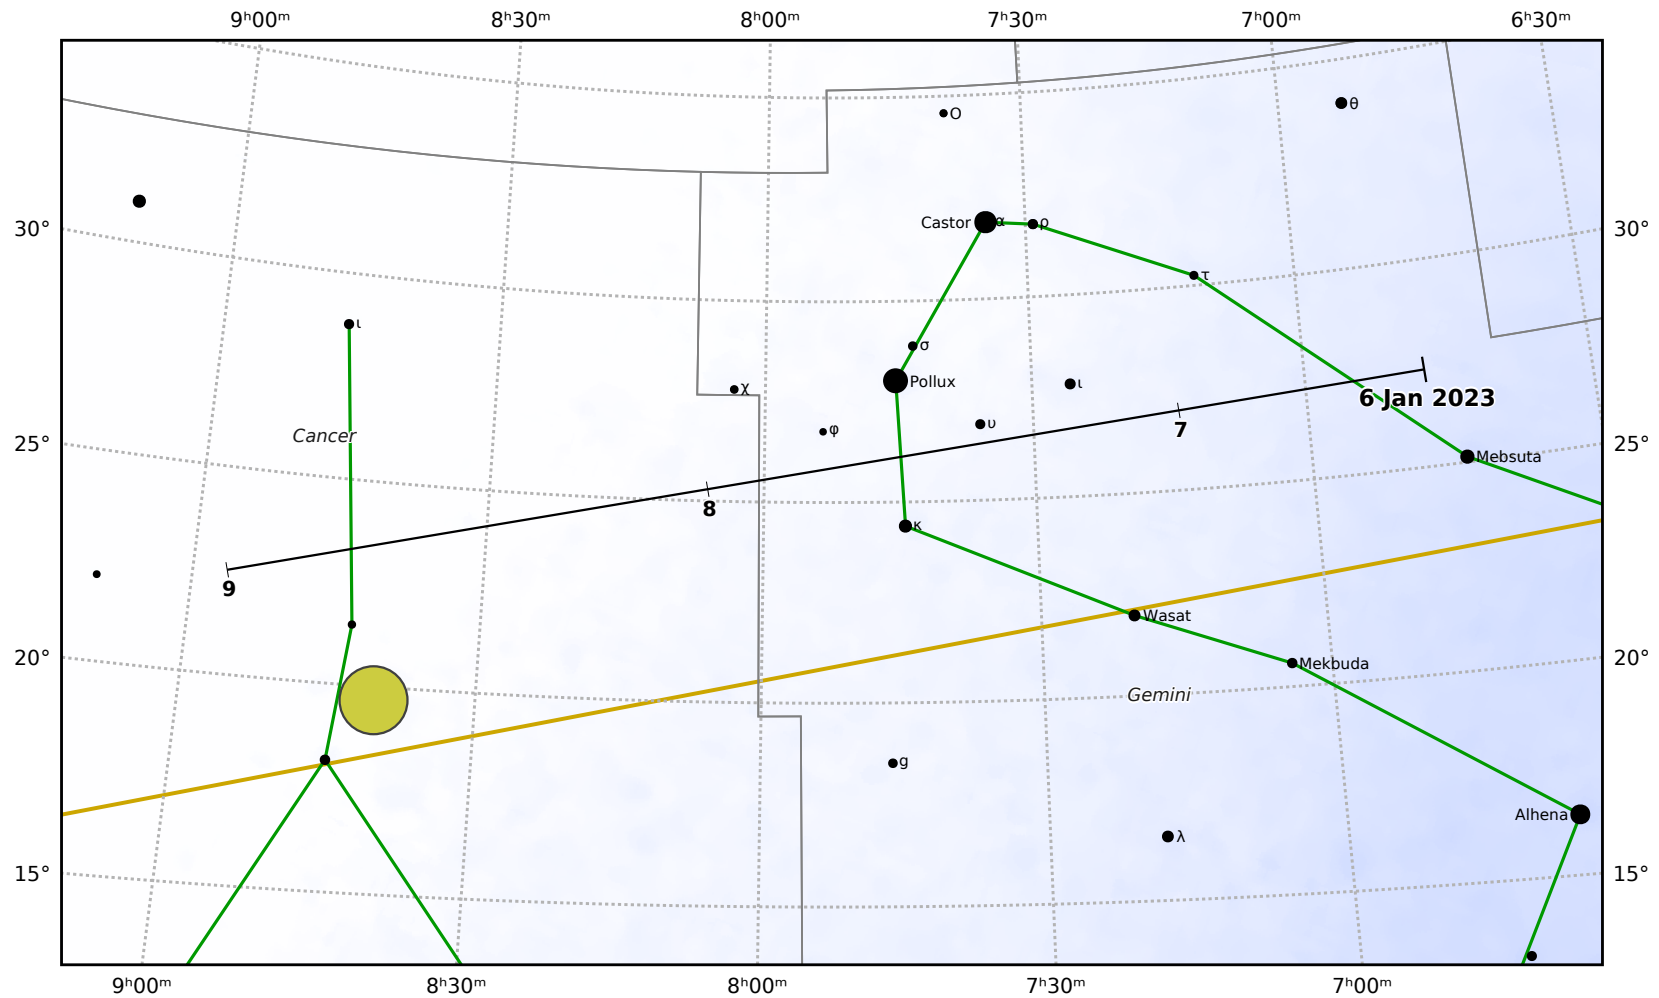 9ʰ00ᵐ 8ʰ30ᵐ 8ʰ00ᵐ 7ʰ30ᵐ 7ʰ00ᵐ 6ʰ30ᵐ
θ
Ο
30° Castor α ρ 30°
τ
ι
σ
Pollux ι
χ 6 Jan 2023
φ υ 7
Cancer
25° 25°
Mebsuta
8
κ
9
Wasat
20° Mekbuda 20°
Gemini
g
Alhena
λ
15° 15°
9ʰ00ᵐ 8ʰ30ᵐ 8ʰ00ᵐ 7ʰ30ᵐ 7ʰ00ᵐ